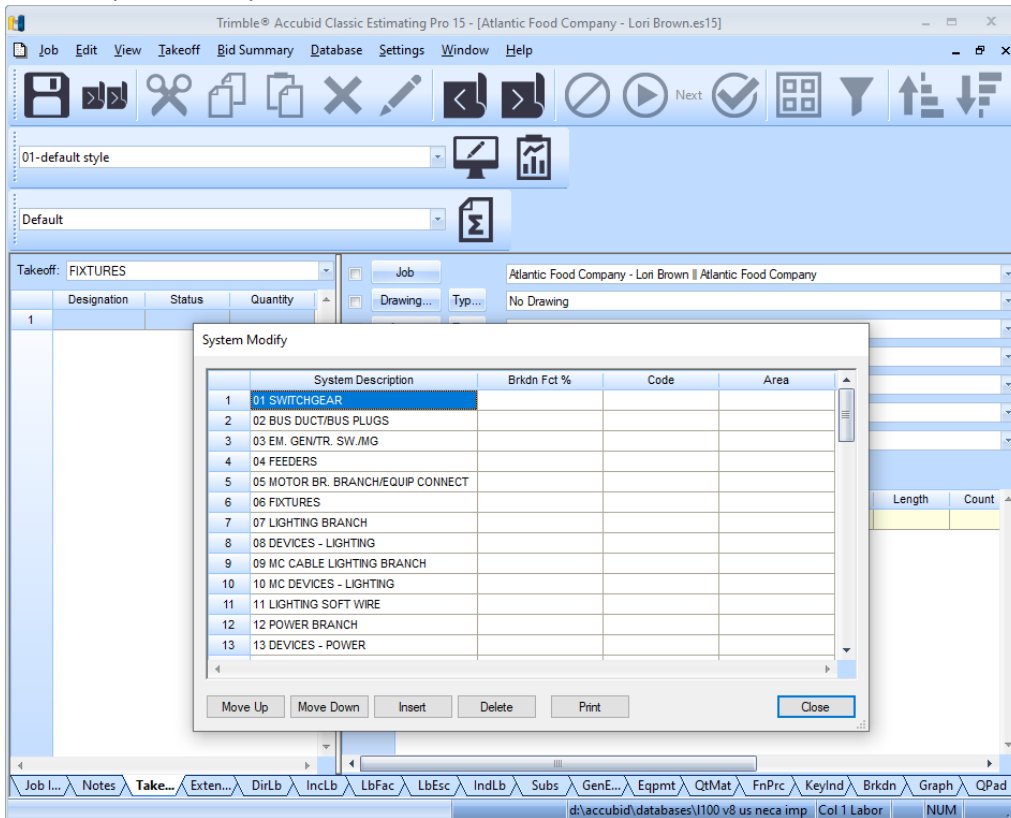 Trimble® Accubid Classic Estimating Pro 15 - [Atlantic Food Company - Lori Brown.es15]
Job Edit View Takeoff Bid Summary Database Settings Window Help
Next
01-default style
Default
Takeoff: FIXTURES
Job Atlantic Food Company - Lori Brown || Atlantic Food Company
Designation Status Quantity
Drawing... Typ... No Drawing
1
System Modify
System Description Brkdn Fct % Code Area
1 01 SWITCHGEAR
2 02 BUS DUCT/BUS PLUGS
3 03 EM. GEN/TR. SW./MG
4 04 FEEDERS
5 05 MOTOR BR. BRANCH/EQUIP CONNECT
6 06 FIXTURES
Length Count
7 07 LIGHTING BRANCH
8 08 DEVICES - LIGHTING
9 09 MC CABLE LIGHTING BRANCH
10 10 MC DEVICES - LIGHTING
11 11 LIGHTING SOFT WIRE
12 12 POWER BRANCH
13 13 DEVICES - POWER
Move Up Move Down Insert Delete Print Close
Job I... Notes Take... Exten... DirLb IncLb LbFac LbEsc IndLb Subs GenE... Eqpmt QtMat FnPrc KeyInd Brkdn Graph QPad
d:\accubid\databases\l100 v8 us neca imp Col 1 Labor NUM